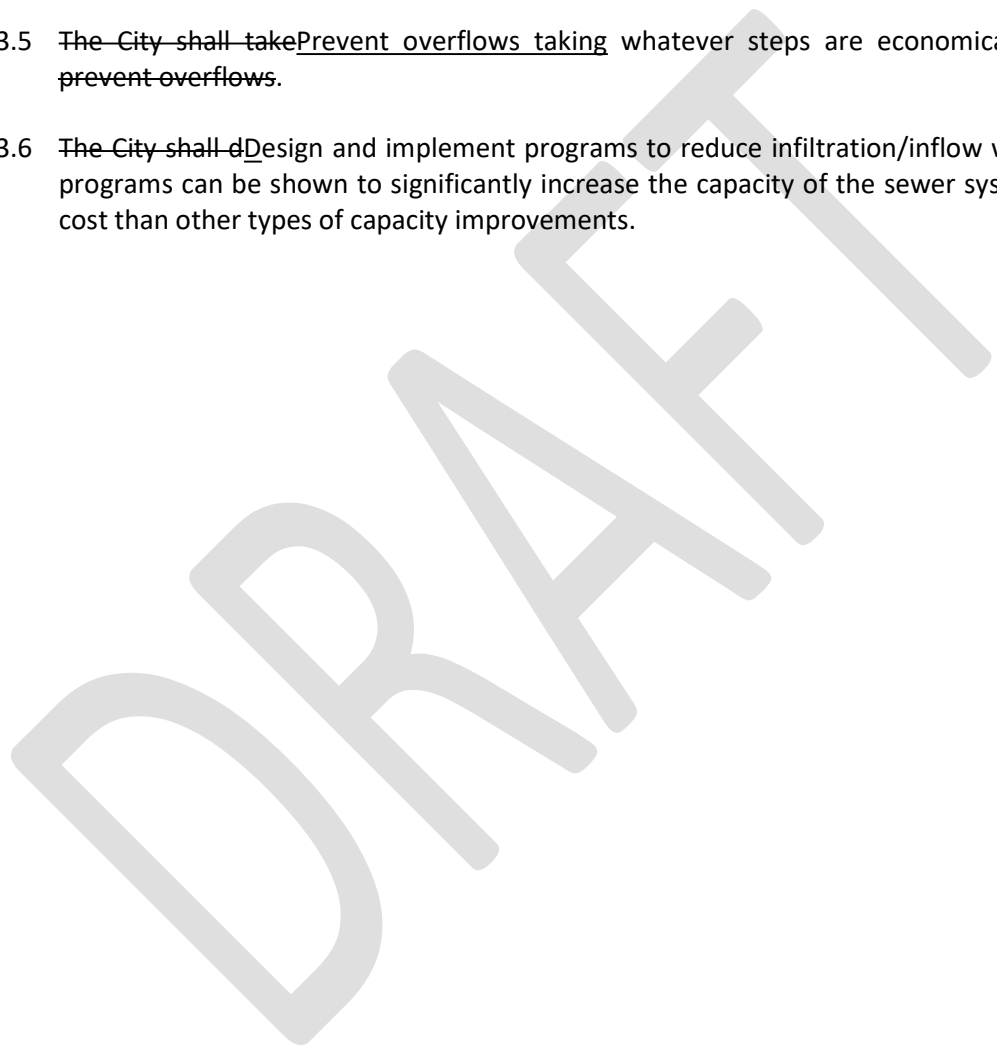 3.5 The City shall takePrevent overflows taking whatever steps are
prevent overflows.
3.6 The City shall dDesign and implement programs to reduce infiltration/inflow
programs can be shown to significantly increase the capacity of the sewer
cost than other types of capacity improvements.
DRAFT